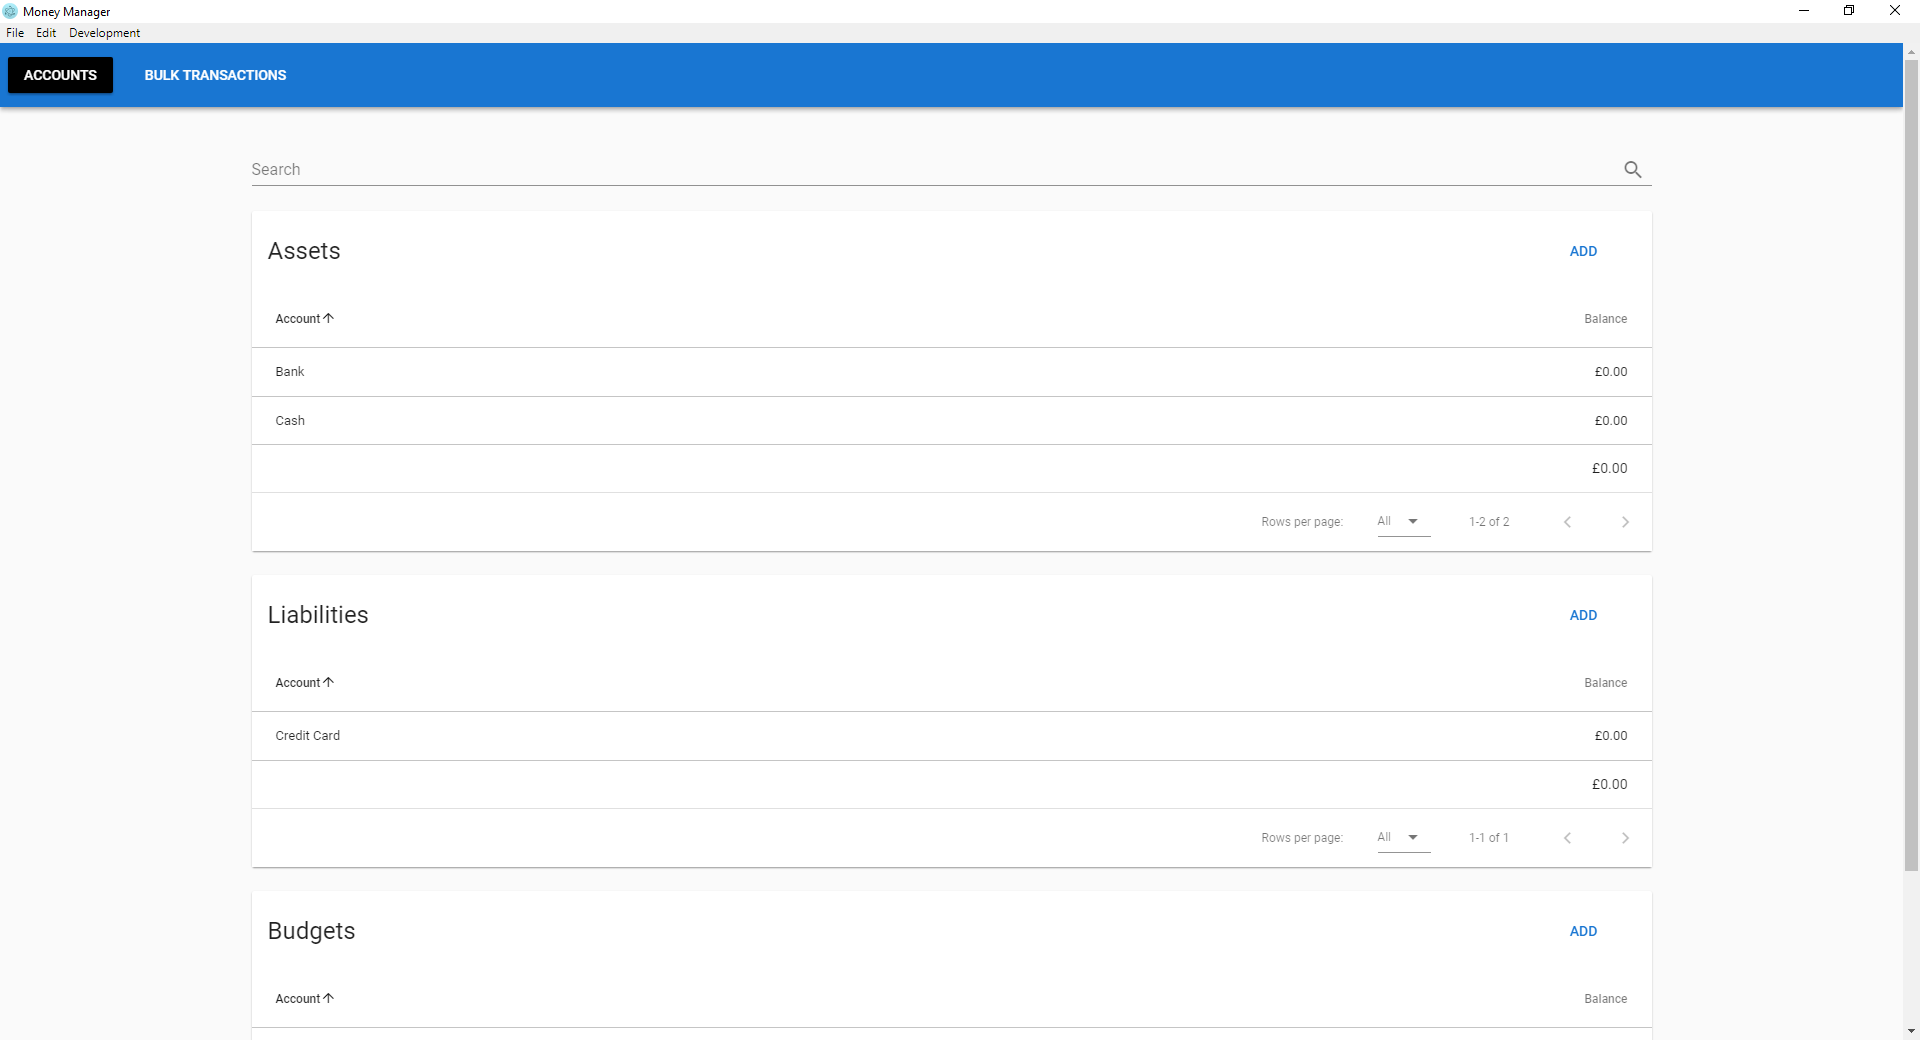 Money Manager
File Edit Development
ACCOUNTS BULK TRANSACTIONS
Search
Assets ADD
Account Balance
Bank £0.00
Cash £0.00
£0.00
Rows per page: All 1-2 of 2
Liabilities ADD
Account Balance
Credit Card £0.00
£0.00
Rows per page: All 1-1 of 1
Budgets ADD
Account Balance